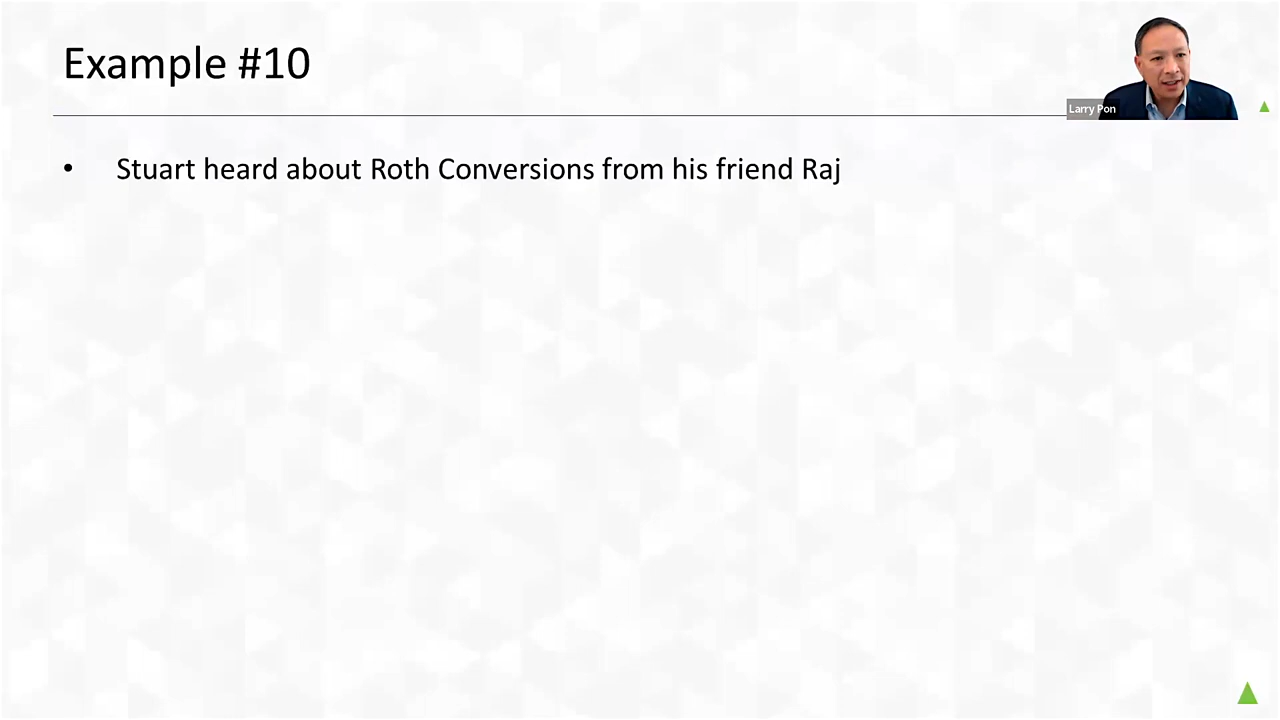 Example #10
Larry Pon
• Stuart heard about Roth Conversions from his friend Raj